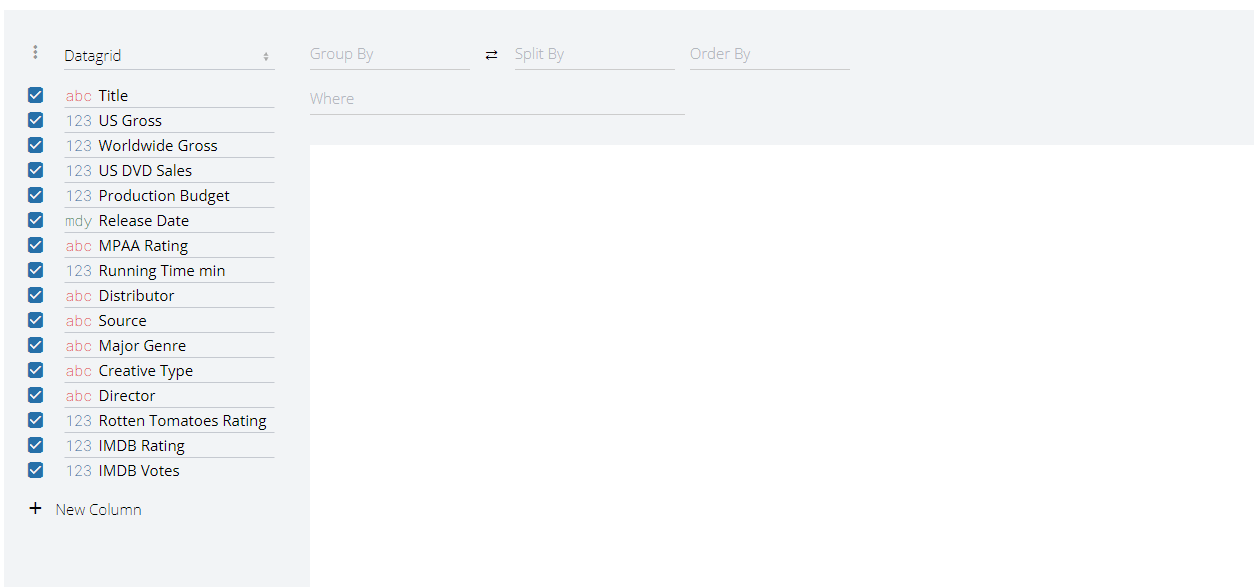 Datagrid
Group By
Split By
Order By
Where
abc Title
123 US Gross
123 Worldwide Gross
123 US DVD Sales
123 Production Budget
mdy Release Date
abc MPAA Rating
123 Running Time min
abc Distributor
abc Source
abc Major Genre
abc Creative Type
abc Director
123 Rotten Tomatoes Rating
123 IMDB Rating
123 IMDB Votes
+ New Column